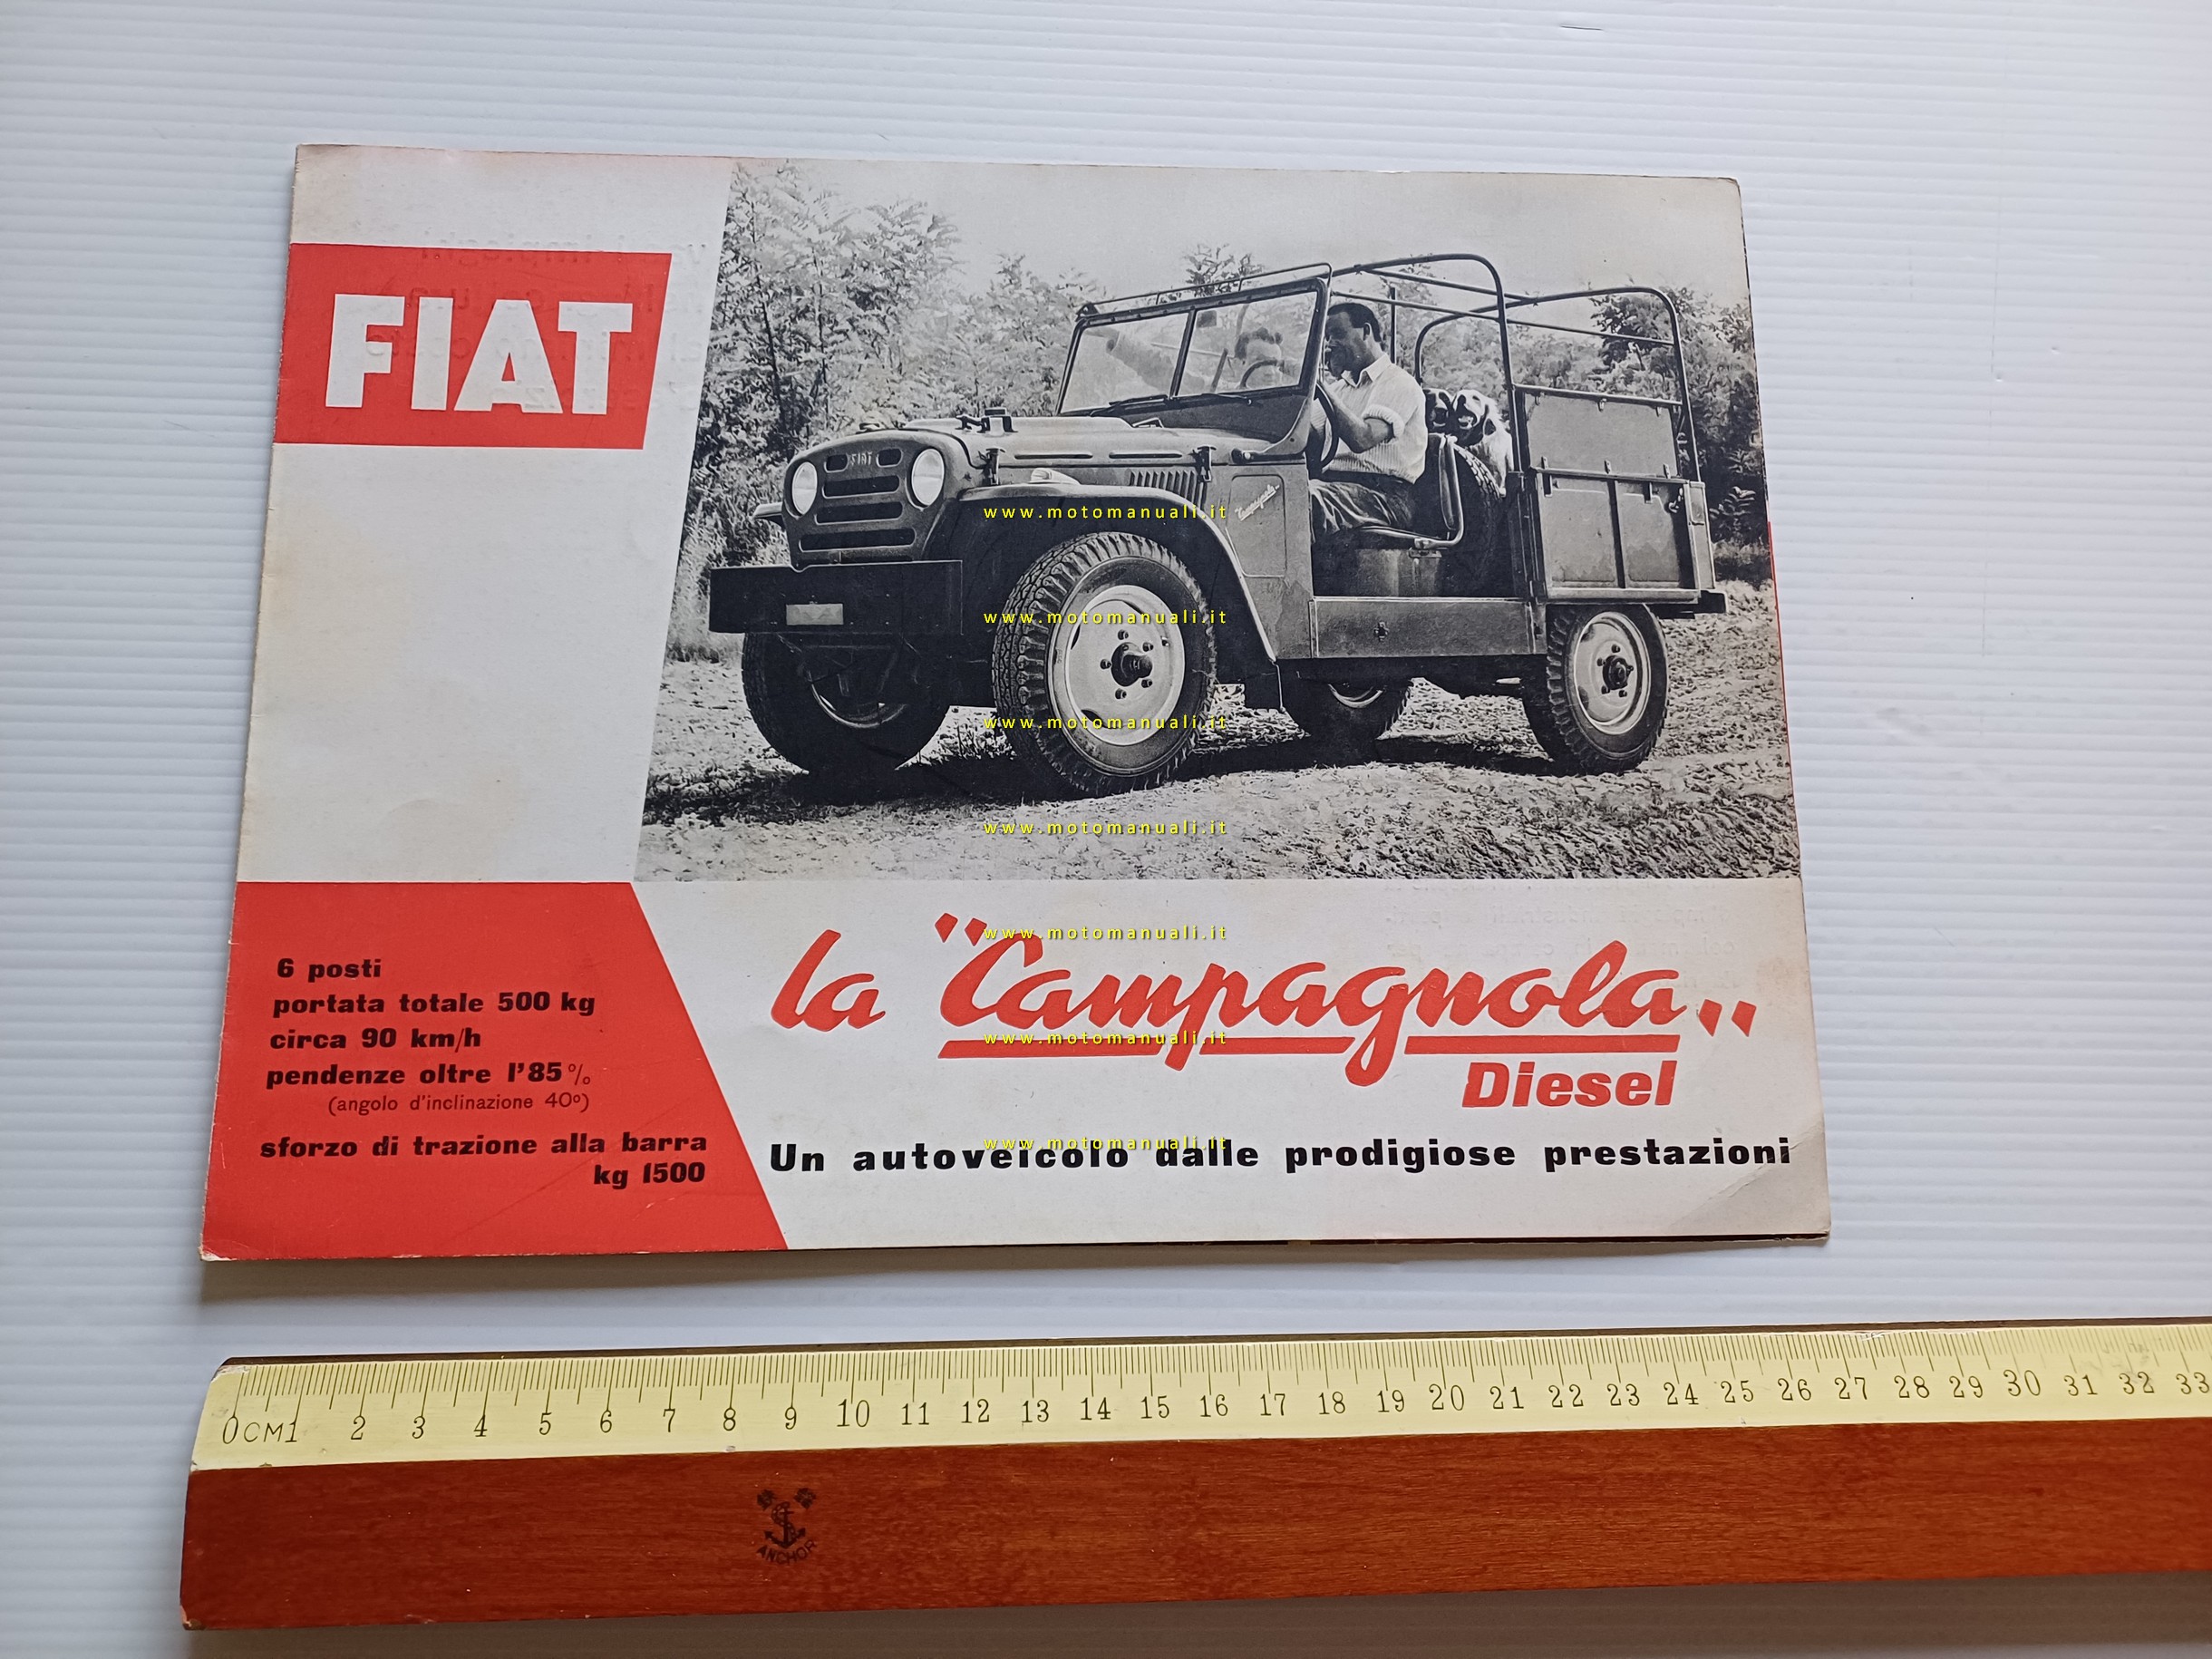 FIAT
FIAT
Campagnola
www.motomanuali.it
www.motomanuali.it
www.motomanuali.it
www.motomanuali.it
www.motomanuali.it
www.motomanuali.it
www.motomanuali.it
6 posti
portata totale 500 kg
circa 90 km/h
pendenze oltre l'85%
(angolo d'inclinazione 40°)
sforzo di trazione alla barra
kg 1500
la "Campagnola„
Diesel
Un autoveicolo dalle prodigiose prestazioni
0CM1 2 3 4 5 6 7 8 9 10 11 12 13 14 15 16 17 18 19 20 21 22 23 24 25 26 27 28 29 30 31 32 33
ANCHOR